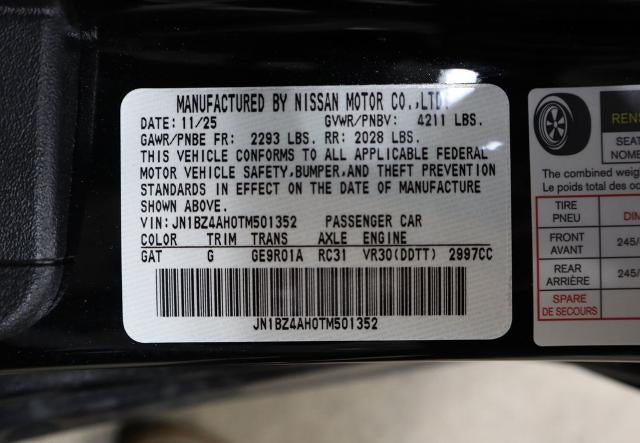 MANUFACTURED BY NISSAN MOTOR CO.,LTD.
DATE: 11/25 GVWR/PNBV: 4211 LBS.
GAWR/PNBE FR: 2293 LBS. RR: 2028 LBS.
THIS VEHICLE CONFORMS TO ALL APPLICABLE FEDERAL
MOTOR VEHICLE SAFETY,BUMPER,AND THEFT PREVENTION
STANDARDS IN EFFECT ON THE DATE OF MANUFACTURE
SHOWN ABOVE.
VIN:JN1BZ4AH0TM501352 PASSENGER CAR
COLOR TRIM TRANS AXLE ENGINE
GAT G GE9R01A RC31 VR30(DDTT) 2997CC
JN1BZ4AH0TM501352
The combined
Le poids total des
TIRE
PNEU
FRONT
AVANT
245/
REAR
ARRIÈRE
245/
SPARE
DE SECOURS